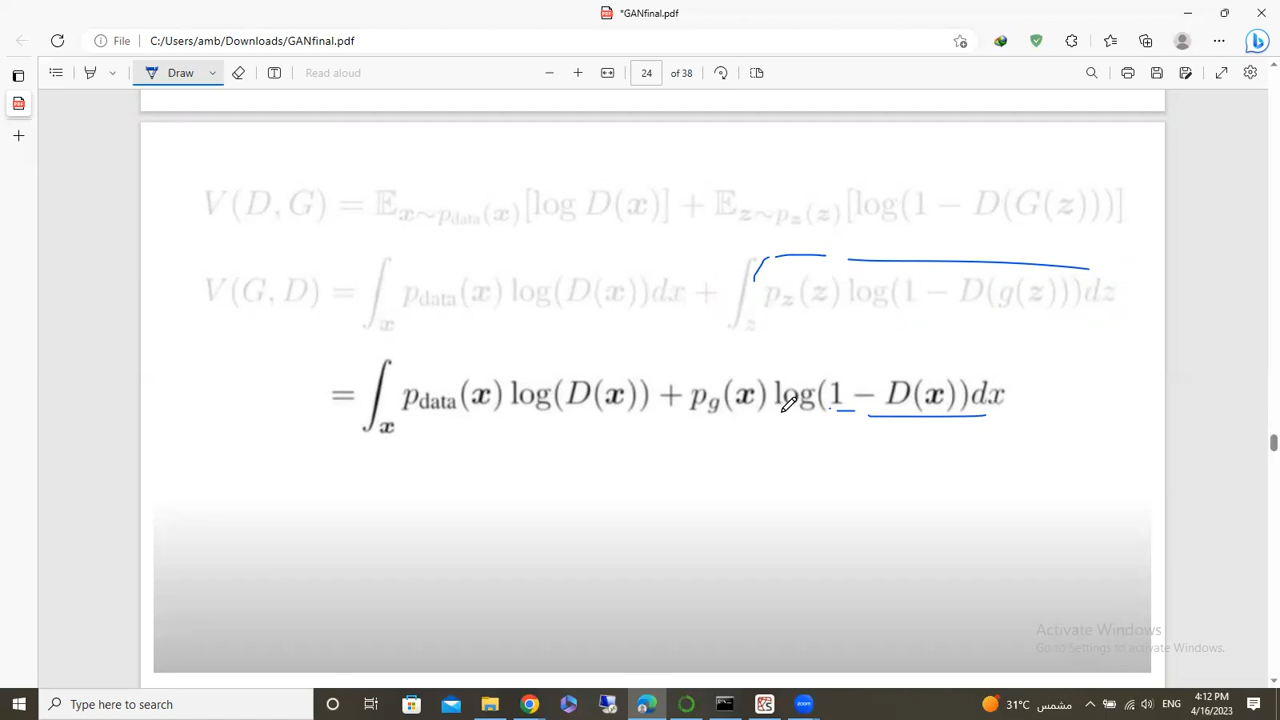 *GANfinal.pdf
File C:/Users/amb/Downloads/GANfinal.pdf
Draw Read aloud 24 of 38
V(D, G) = 𝔼_{x∼p_data(x)}[log D(x)] + 𝔼_{z∼p_z(z)}[log(1 − D(G(z)))]
V(G, D) = ∫_x p_data(x) log(D(x))dx + ∫_z p_z(z) log(1 − D(g(z)))dz
= ∫_x p_data(x) log(D(x)) + p_g(x) log(1 − D(x))dx
Activate Windows
Go to Settings to activate Windows.
Type here to search
31°C مشمس
ENG
4:12 PM
4/16/2023